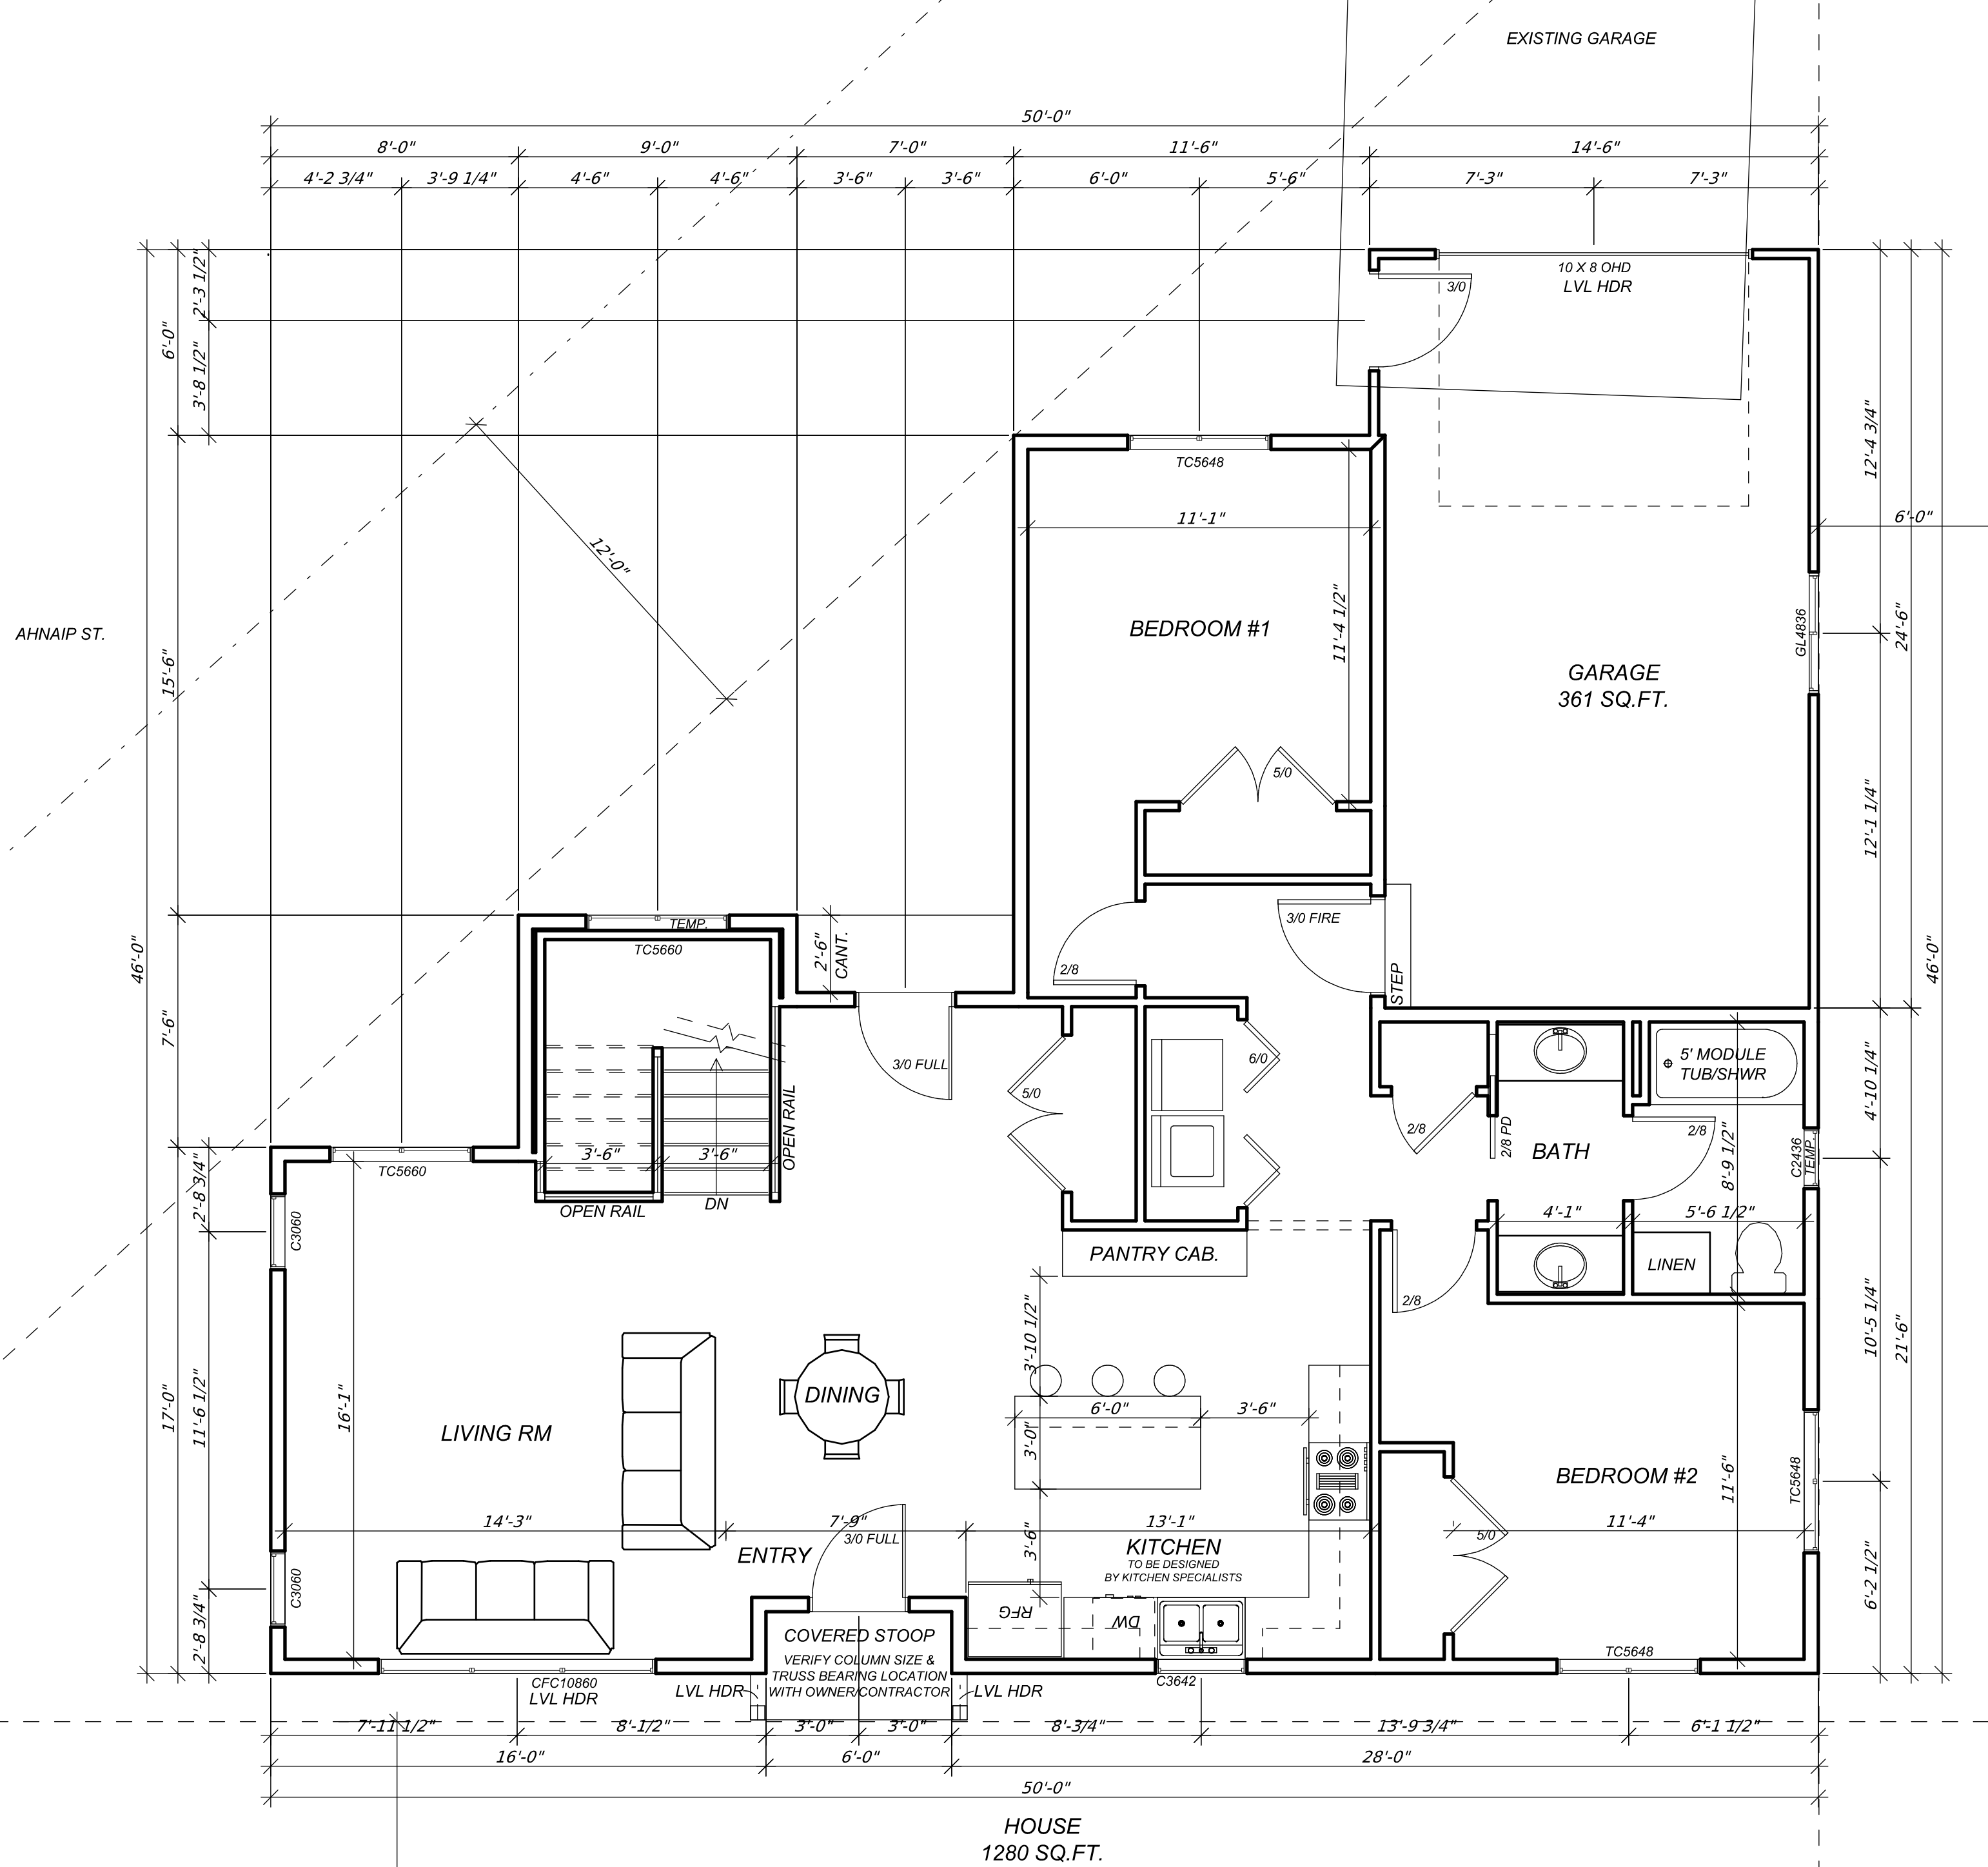 EXISTING GARAGE
50'-0"
8'-0"
9'-0"
7'-0"
11'-6"
14'-6"
4'-2 3/4"
3'-9 1/4"
4'-6"
4'-6"
3'-6"
3'-6"
6'-0"
5'-6"
7'-3"
7'-3"
2'-3 1/2"
10 X 8 OHD
LVL HDR
3/0
6'-0"
3'-8 1/2"
12'-4 3/4"
TC5648
11'-1"
6'-0"
12'-0"
AHNAIP ST.
BEDROOM #1
11'-4 1/2"
GARAGE
361 SQ.FT.
GL4836
24'-6"
15'-6"
5/0
12'-1 1/4"
TEMP.
TC5660
2'-6"
CANT.
3/0 FIRE
2/8
STEP
46'-0"
46'-0"
7'-6"
3/0 FULL
5/0
6/0
5' MODULE
TUB/SHWR
4'-10 1/4"
OPEN RAIL
2/8
2/8 PD
BATH
2/8
8'-9 1/2"
C2436
TEMP.
TC5660
3'-6"
3'-6"
OPEN RAIL
DN
2'-8 3/4"
C3060
4'-1"
5'-6 1/2"
PANTRY CAB.
LINEN
2/8
3'-10 1/2"
10'-5 1/4"
21'-6"
17'-0"
11'-6 1/2"
16'-1"
LIVING RM
DINING
6'-0"
3'-6"
3'-0"
BEDROOM #2
11'-6"
TC5648
14'-3"
7'-9"
13'-1"
11'-4"
3/0 FULL
5/0
ENTRY
3'-6"
KITCHEN
TO BE DESIGNED
BY KITCHEN SPECIALISTS
C3060
2'-8 3/4"
6'-2 1/2"
RFG
DW
COVERED STOOP
VERIFY COLUMN SIZE &
TRUSS BEARING LOCATION
WITH OWNER/CONTRACTOR
LVL HDR
LVL HDR
CFC10860
LVL HDR
C3642
TC5648
7'-11 1/2"
8'-1/2"
3'-0"
3'-0"
8'-3/4"
13'-9 3/4"
6'-1 1/2"
16'-0"
6'-0"
28'-0"
50'-0"
HOUSE
1280 SQ.FT.